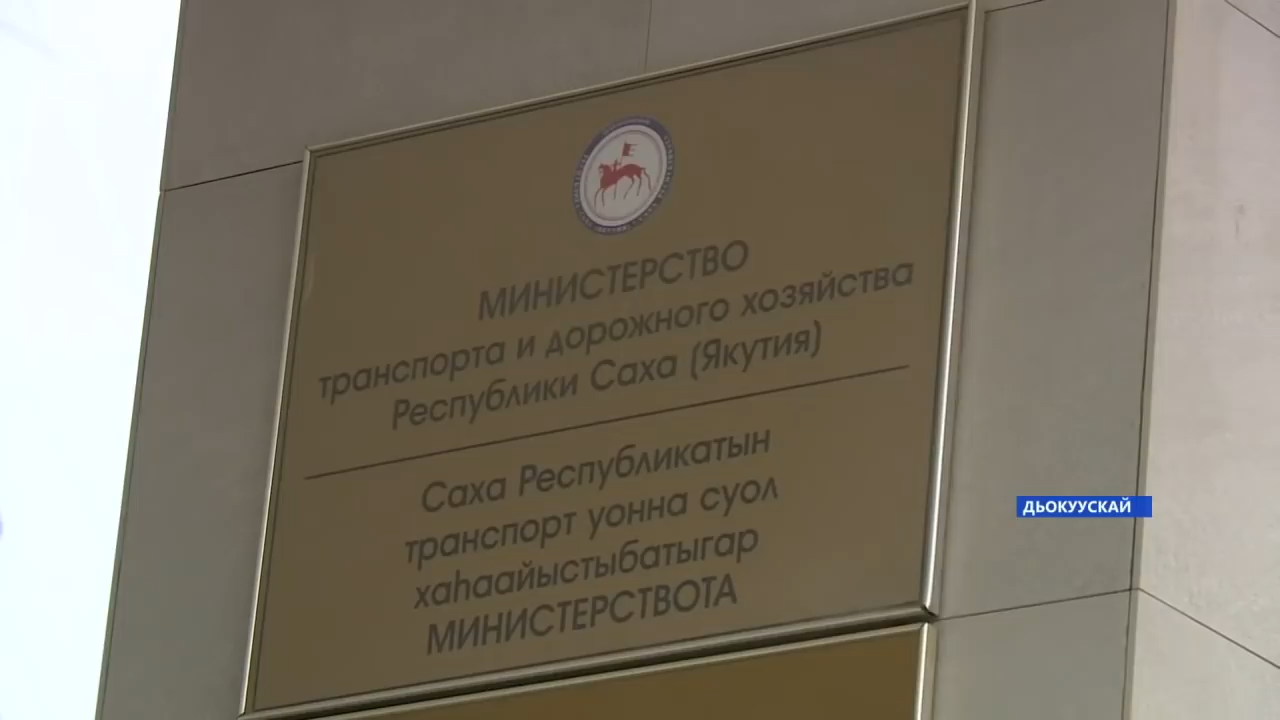 МИНИСТЕРСТВО
транспорта и дорожного хозяйства
Республики Саха (Якутия)
Саха Республикатын
транспорт уонна суол
хаһаайыстыбатыгар
МИНИСТЕРСТВОТА
ДЬОКУУСКАЙ